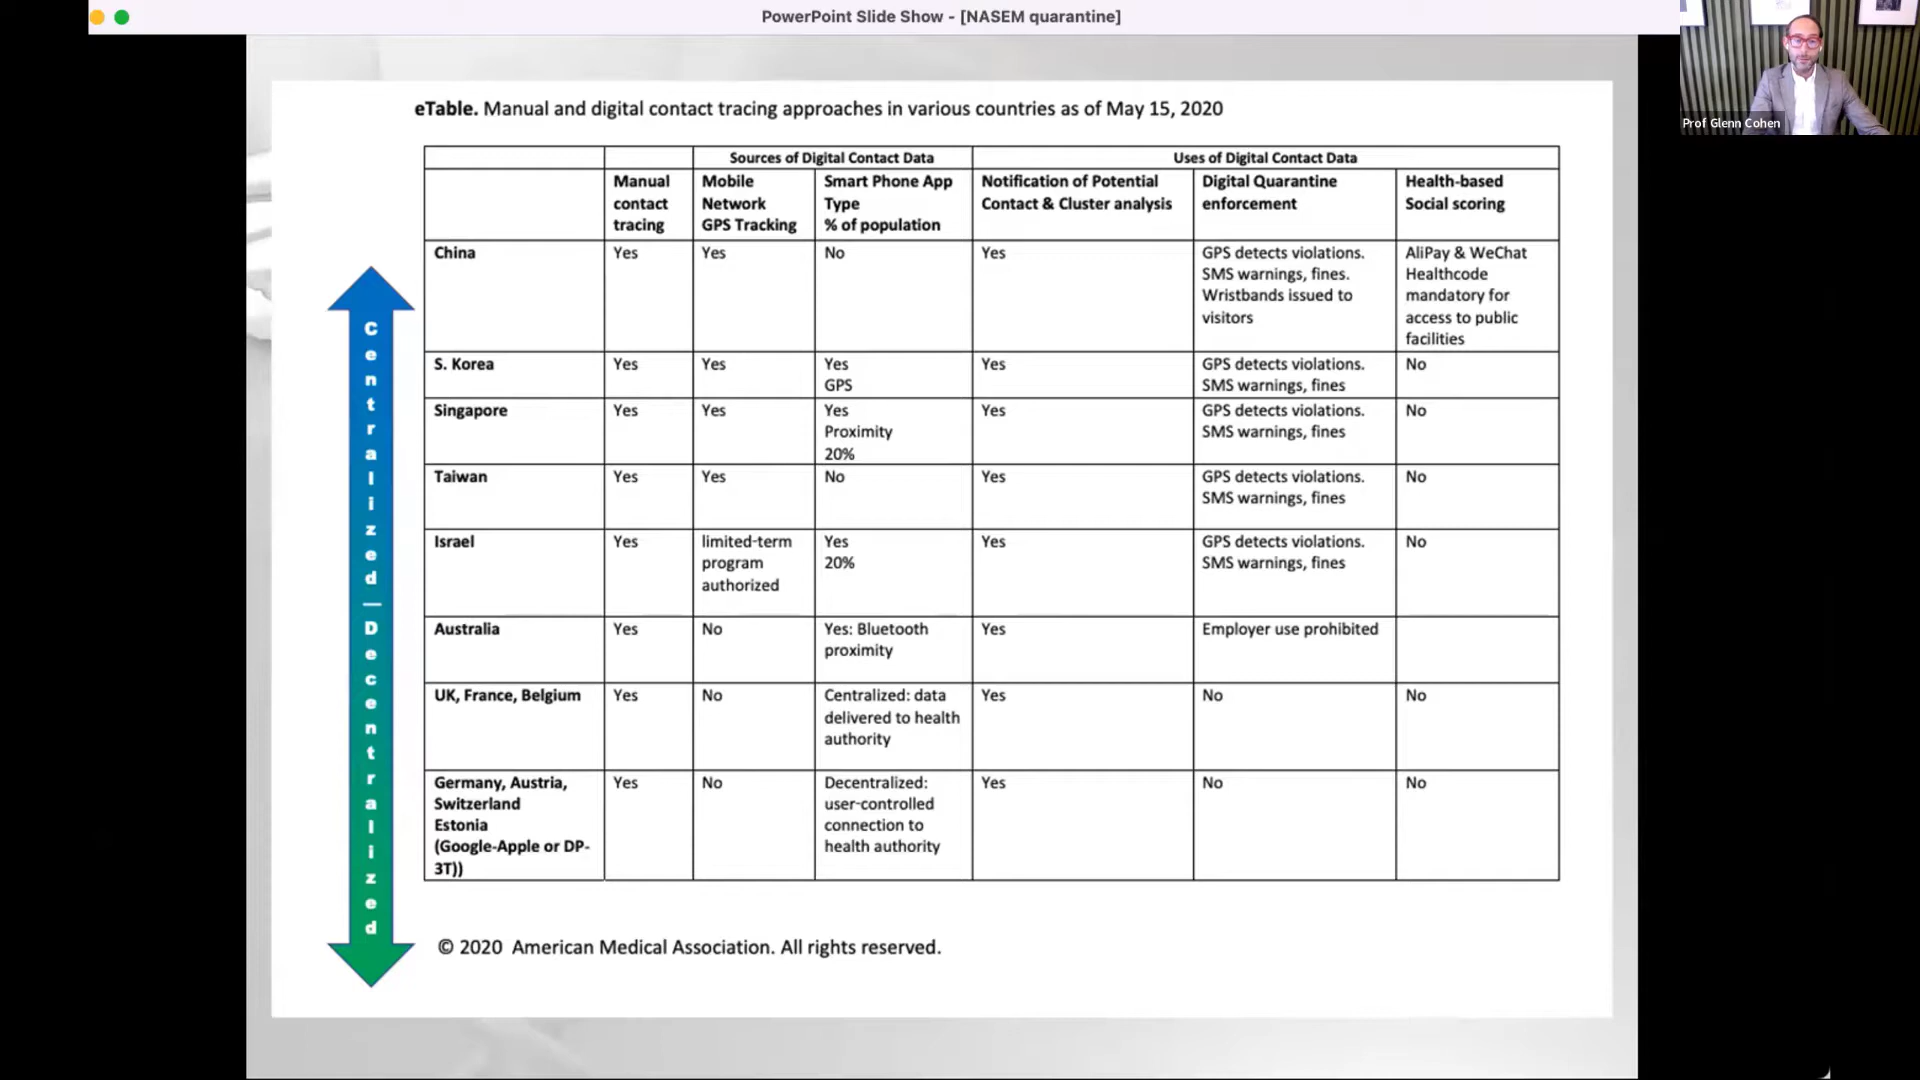 PowerPoint Slide Show - [NASEM quarantine]
Prof Glenn Cohen
eTable. Manual and digital contact tracing approaches in various countries as of May 15, 2020
Sources of Digital Contact Data
Uses of Digital Contact Data
Manual
contact
tracing
Mobile
Network
GPS Tracking
Smart Phone App
Type
% of population
Notification of Potential
Contact & Cluster analysis
Digital Quarantine
enforcement
Health-based
Social scoring
China
Yes
Yes
No
Yes
GPS detects violations.
SMS warnings, fines.
Wristbands issued to
visitors
AliPay & WeChat
Healthcode
mandatory for
access to public
facilities
S. Korea
Yes
Yes
Yes
GPS
Yes
GPS detects violations.
SMS warnings, fines
No
Singapore
Yes
Yes
Yes
Proximity
20%
Yes
GPS detects violations.
SMS warnings, fines
No
Taiwan
Yes
Yes
No
Yes
GPS detects violations.
SMS warnings, fines
No
Israel
Yes
limited-term
program
authorized
Yes
20%
Yes
GPS detects violations.
SMS warnings, fines
No
Australia
Yes
No
Yes: Bluetooth
proximity
Yes
Employer use prohibited
UK, France, Belgium
Yes
No
Centralized: data
delivered to health
authority
Yes
No
No
Germany, Austria,
Switzerland
Estonia
(Google-Apple or DP-
3T))
Yes
No
Decentralized:
user-controlled
connection to
health authority
Yes
No
No
Centralized — Decentralized
© 2020 American Medical Association. All rights reserved.